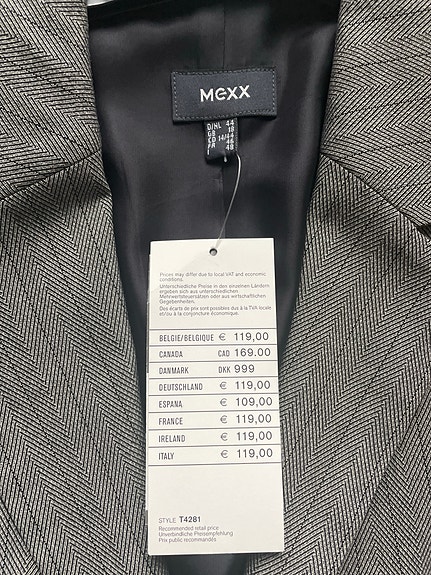 MEXX
D/NL 44
GB 18
CD 14/44
FR 46
I 48
Prices may differ due to local VAT and economic
conditions.
Unterschiedliche Preise in den einzelnen Ländern
ergeben sich aus unterschiedlichen
Mehrwertsteuersätzen oder aus wirtschaftlichen
Gegebenheiten.
Des écarts de prix sont possibles dus à la TVA locale
et/ou à la conjoncture économique.
BELGIE/BELGIQUE € 119,00
CANADA CAD 169.00
DANMARK DKK 999
DEUTSCHLAND € 119,00
ESPANA € 109,00
FRANCE € 119,00
IRELAND € 119,00
ITALY € 119,00
STYLE T4281
Recommended retail price
Unverbindliche Preisempfehlung
Prix public recommandés